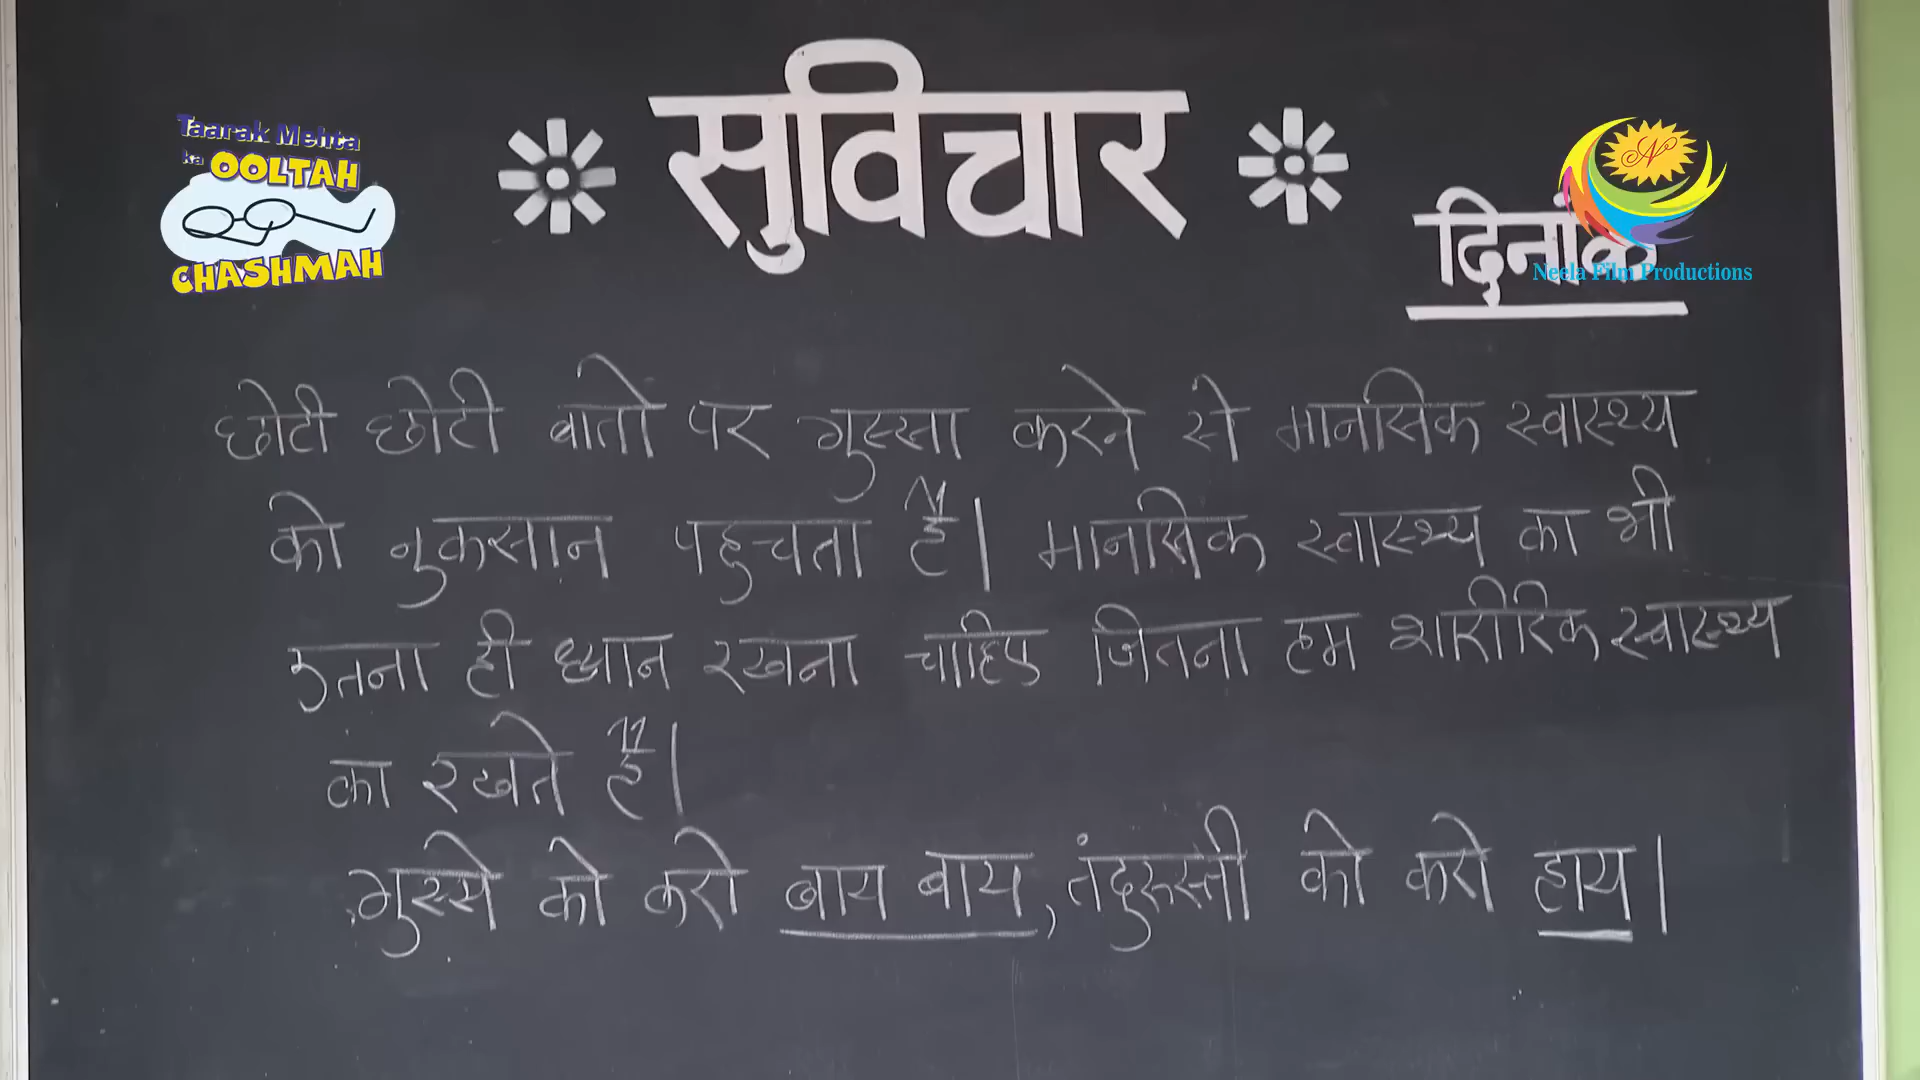 Taarak Mehta
ka OOLTAH
CHASHMAH
सुविचार
दिनांक
Neela Film Productions
छोटी छोटी बातो पर गुस्सा करने से मानसिक स्वास्थ्य
को नुकसान पहुचता है। मानसिक स्वास्थ्य का भी
इतना ही ध्यान रखना चाहिए जितना हम शारीरिक स्वास्थ्य
का रखते है।
गुस्से को करो बाय बाय, तंदुरुस्ती को करो हाय।